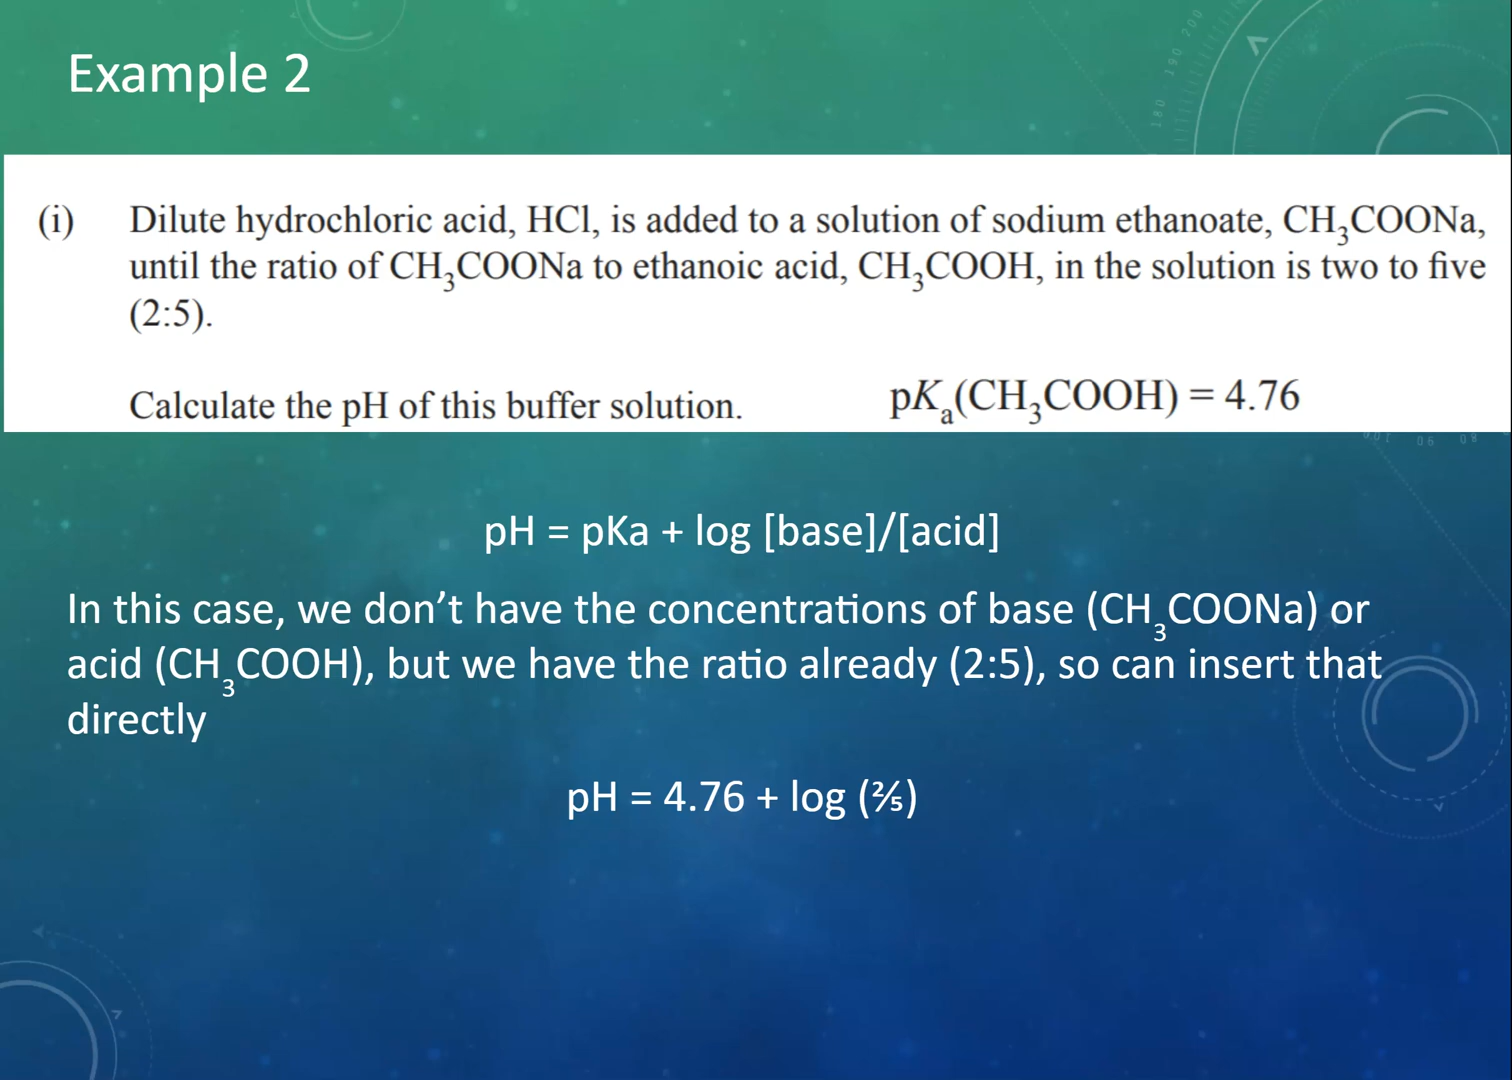 Example 2
(i) Dilute hydrochloric acid, HCl, is added to a solution of sodium ethanoate, CH₃COONa,
until the ratio of CH₃COONa to ethanoic acid, CH₃COOH, in the solution is two to five
(2:5).
Calculate the pH of this buffer solution. pKₐ(CH₃COOH) = 4.76
pH = pKa + log [base]/[acid]
In this case, we don’t have the concentrations of base (CH₃COONa) or
acid (CH₃COOH), but we have the ratio already (2:5), so can insert that
directly
pH = 4.76 + log (⅖)
180 190 200